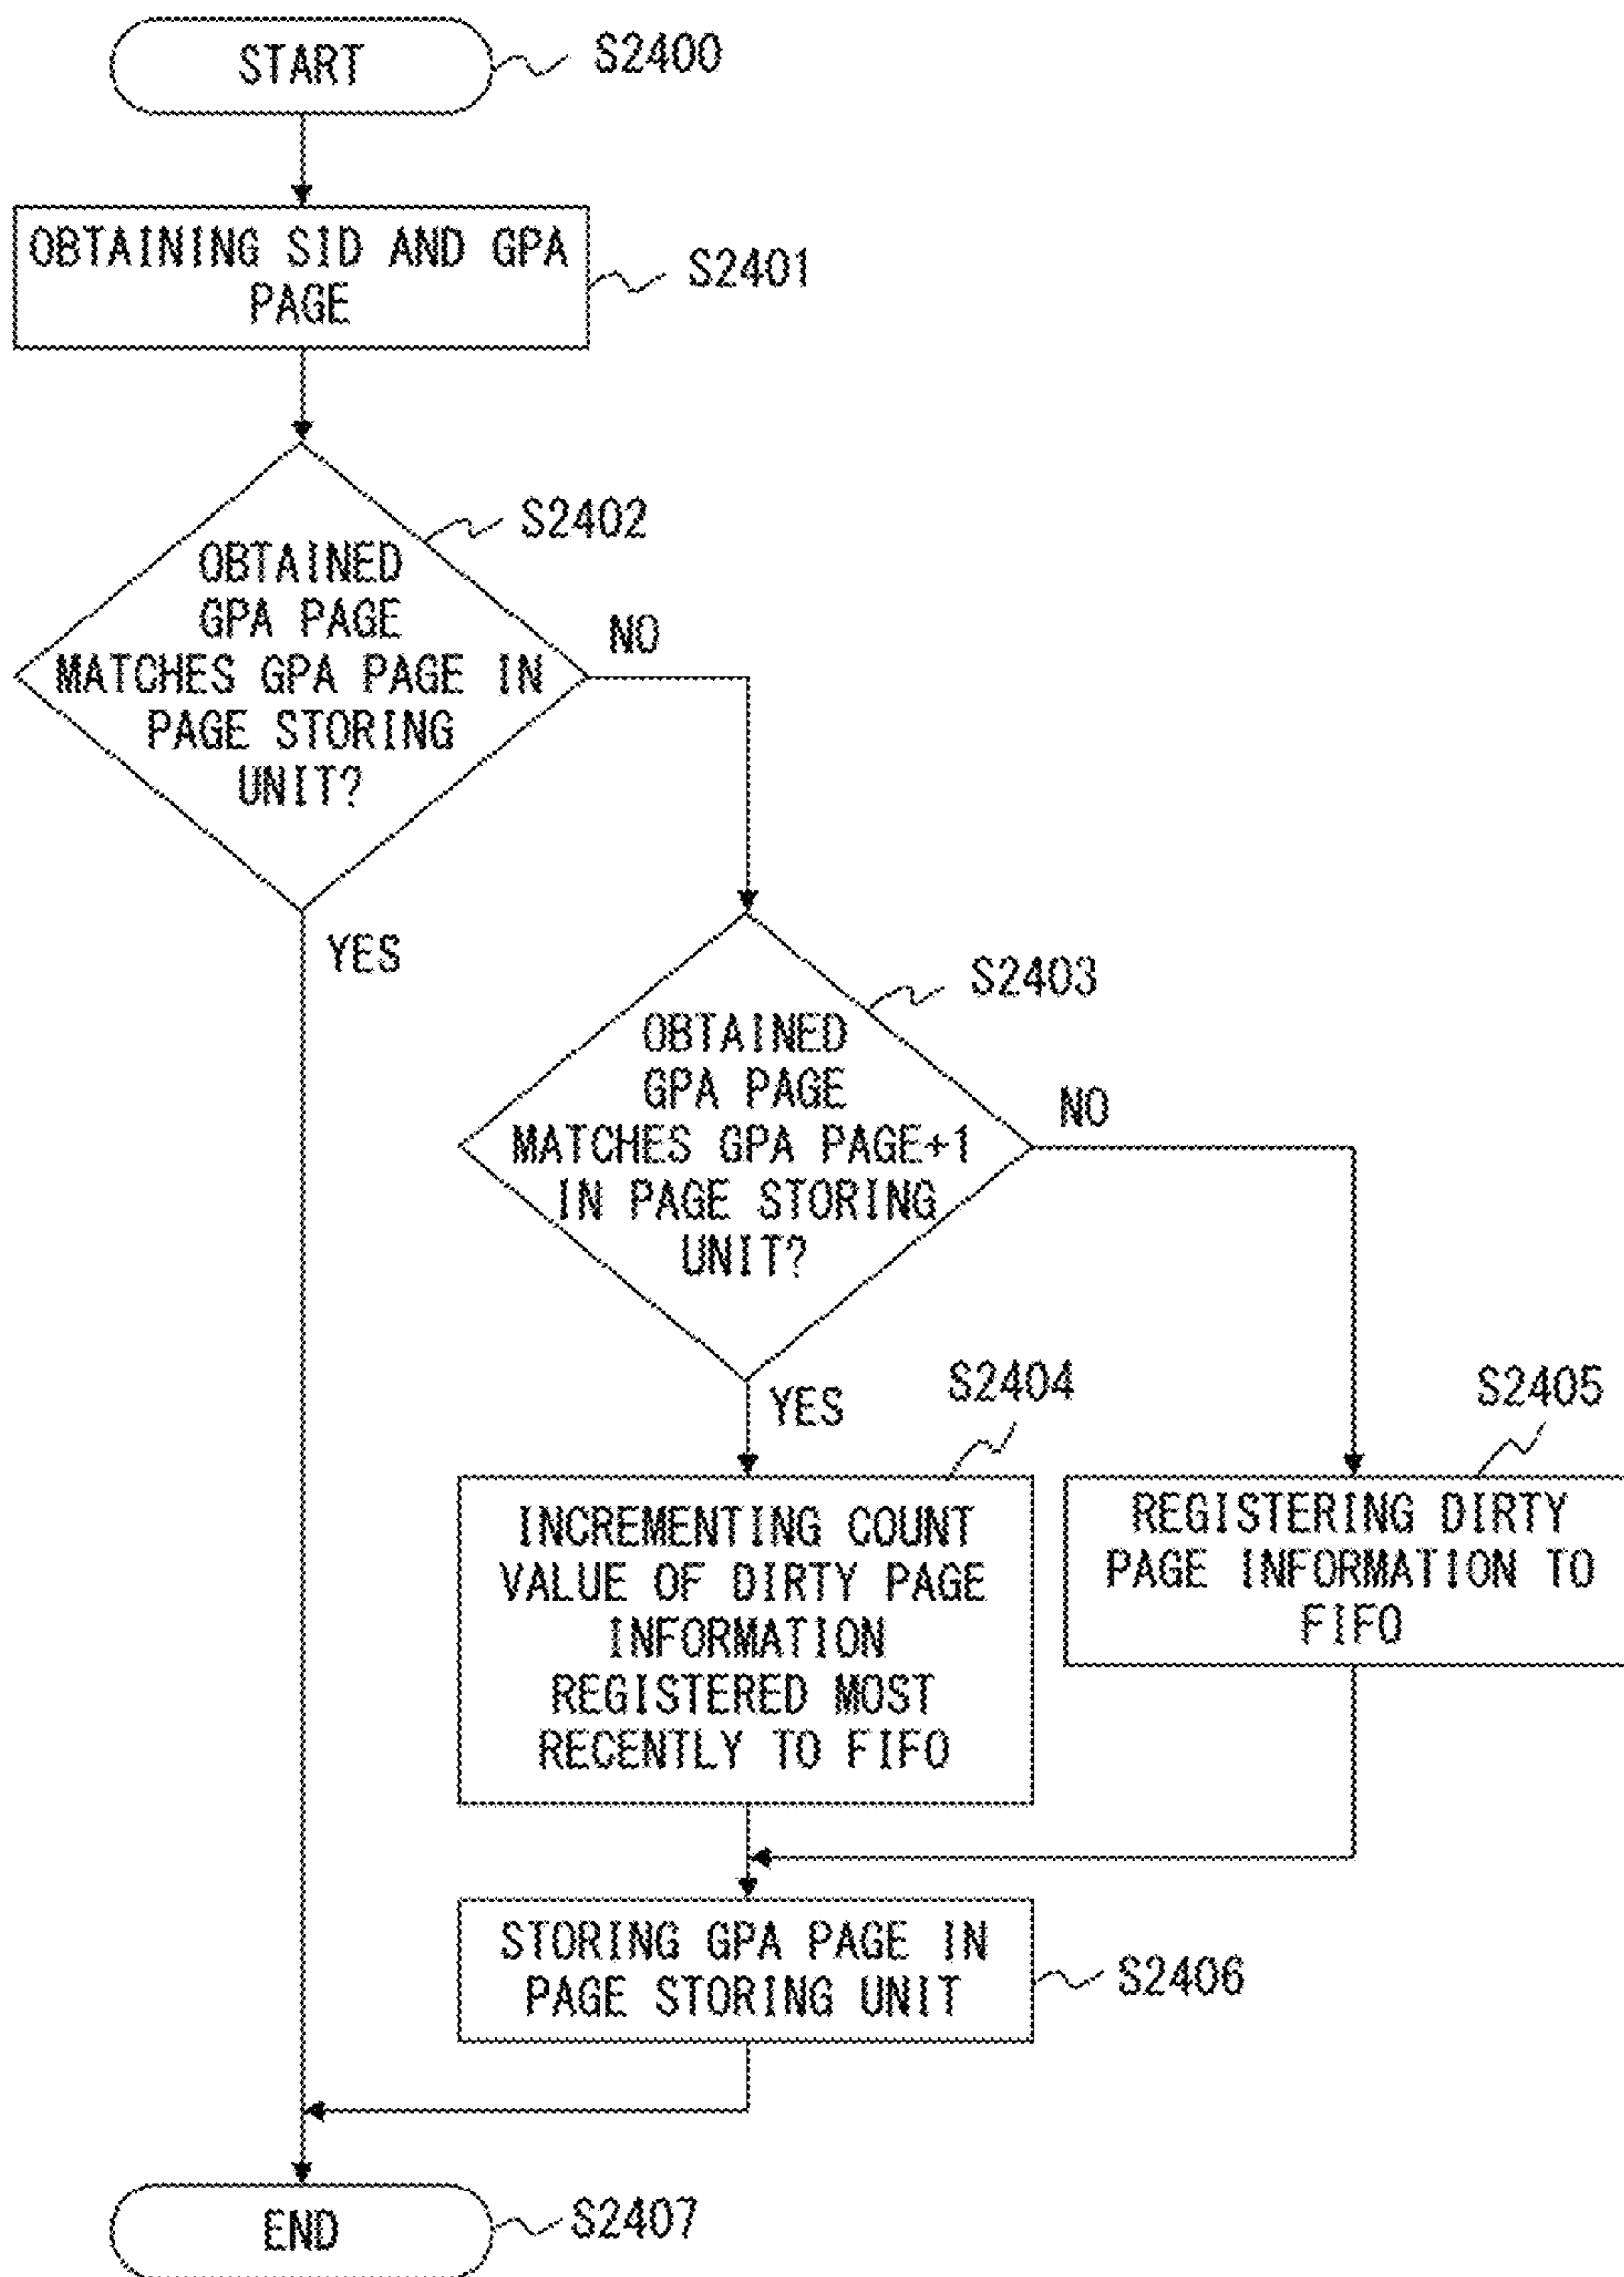 START
S2400
OBTAINING SID AND GPA
PAGE
S2401
S2402
OBTAINED
GPA PAGE
MATCHES GPA PAGE IN
PAGE STORING
UNIT?
NO
YES
S2403
OBTAINED
GPA PAGE
MATCHES GPA PAGE+1
IN PAGE STORING
UNIT?
NO
YES
S2404
S2405
INCREMENTING COUNT
VALUE OF DIRTY PAGE
INFORMATION
REGISTERED MOST
RECENTLY TO FIFO
REGISTERING DIRTY
PAGE INFORMATION TO
FIFO
STORING GPA PAGE IN
PAGE STORING UNIT
S2406
END
S2407